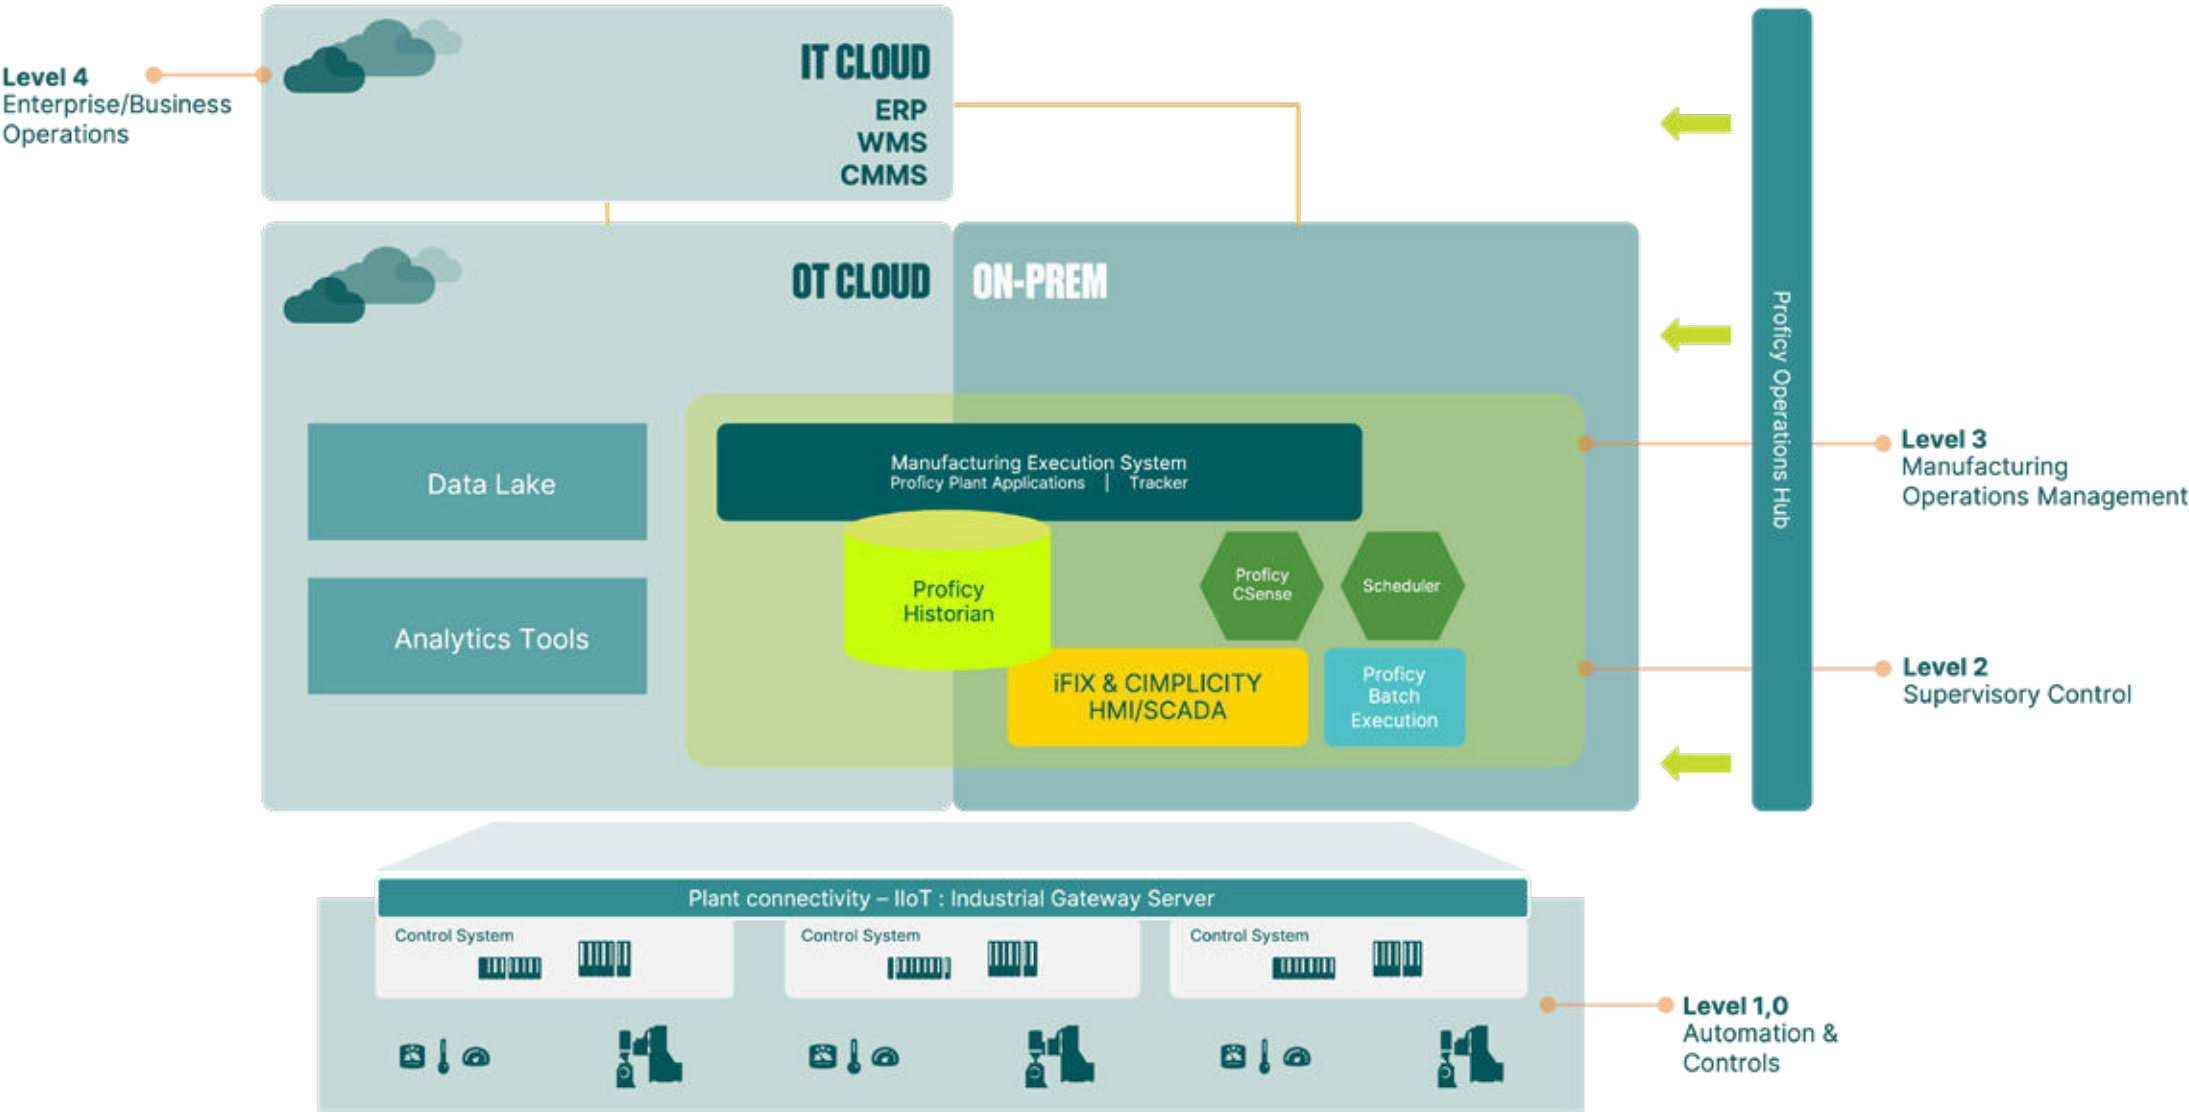 Level 4
Enterprise/Business
Operations
IT CLOUD
ERP
WMS
CMMS
OT CLOUD
ON-PREM
Data Lake
Analytics Tools
Manufacturing Execution System
Proficy Plant Applications | Tracker
Proficy
Historian
Proficy
CSense
Scheduler
iFIX & CIMPLICITY
HMI/SCADA
Proficy
Batch
Execution
Proficy Operations Hub
Level 3
Manufacturing
Operations Management
Level 2
Supervisory Control
Plant connectivity – IIoT : Industrial Gateway Server
Control System
Control System
Control System
Level 1,0
Automation &
Controls